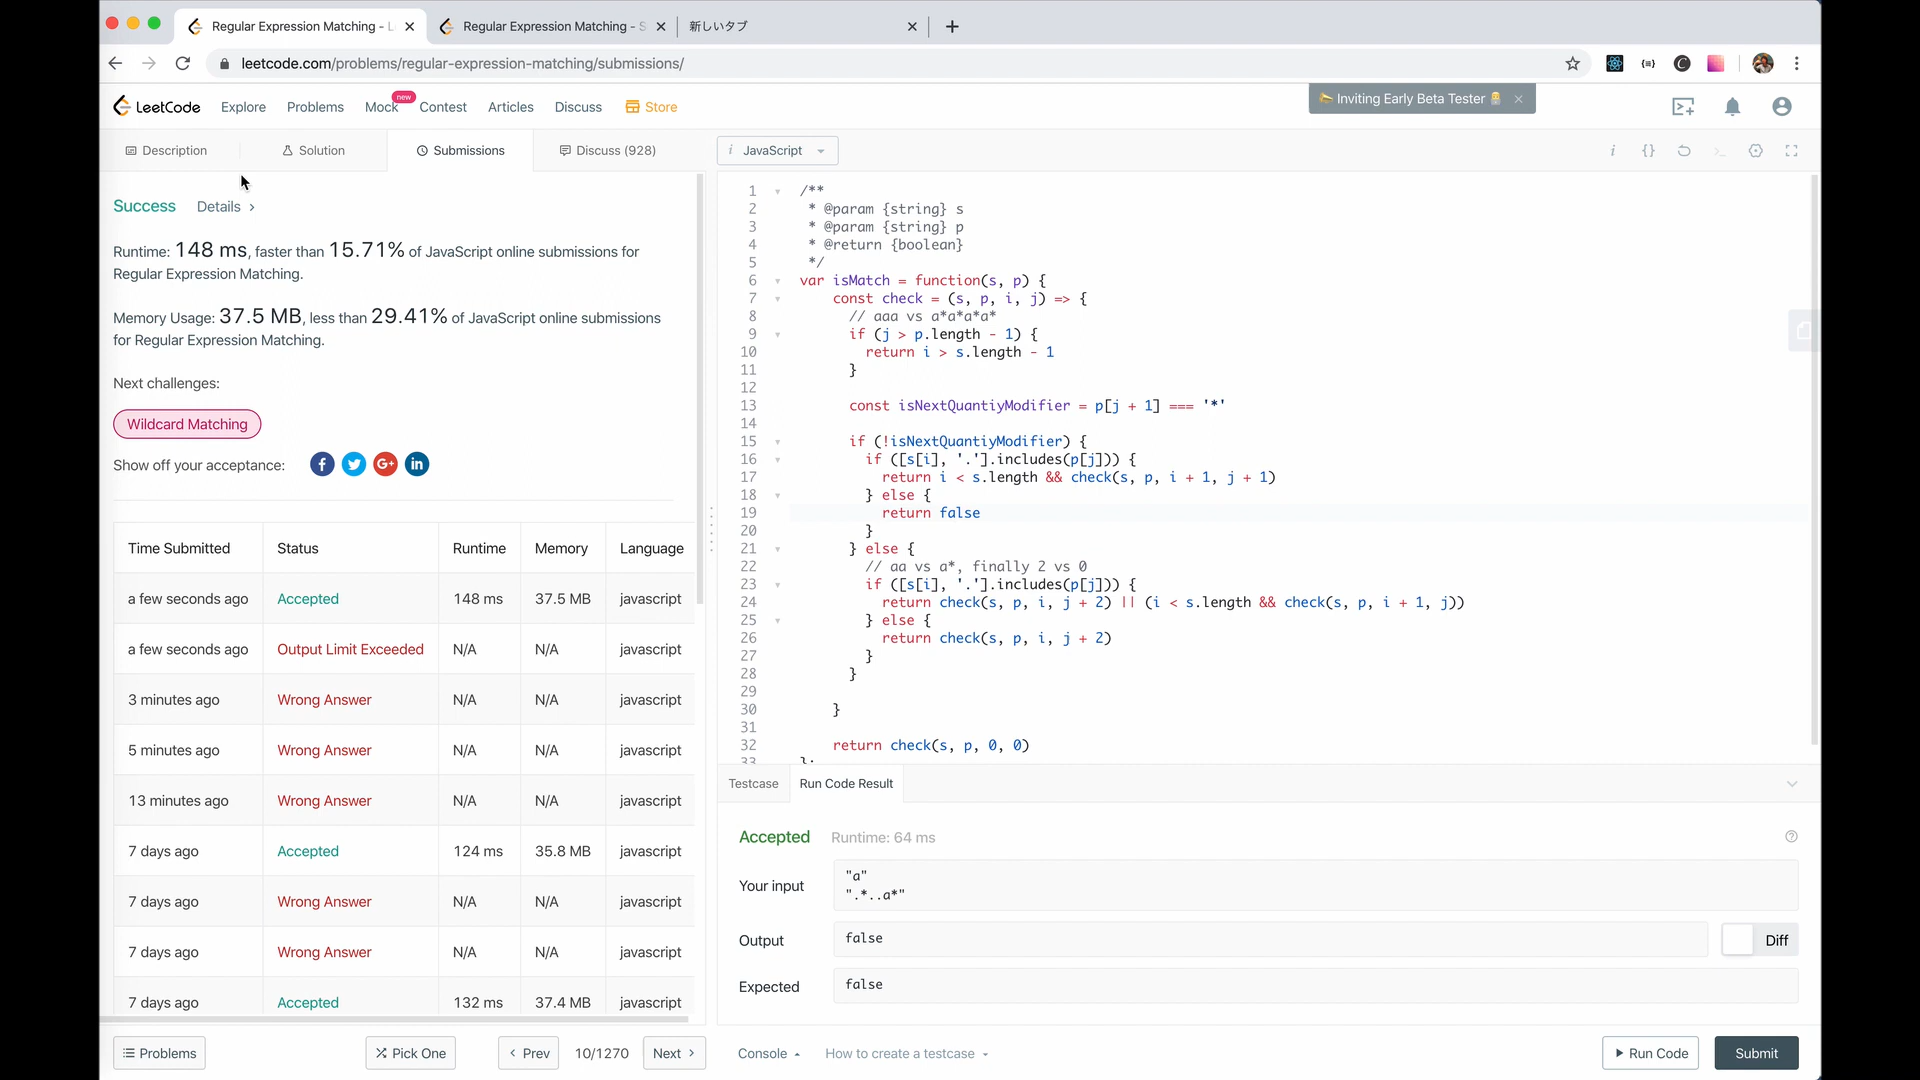 Regular Expression Matching - L
Regular Expression Matching - S
新しいタブ
leetcode.com/problems/regular-expression-matching/submissions/
LeetCode
Explore
Problems
Mock
new
Contest
Articles
Discuss
Store
Inviting Early Beta Tester
Description
Solution
Submissions
Discuss (928)
Success
Details
Runtime: 148 ms, faster than 15.71% of JavaScript online submissions for
Regular Expression Matching.
Memory Usage: 37.5 MB, less than 29.41% of JavaScript online submissions
for Regular Expression Matching.
Next challenges:
Wildcard Matching
Show off your acceptance:
Time Submitted Status Runtime Memory Language
a few seconds ago Accepted 148 ms 37.5 MB javascript
a few seconds ago Output Limit Exceeded N/A N/A javascript
3 minutes ago Wrong Answer N/A N/A javascript
5 minutes ago Wrong Answer N/A N/A javascript
13 minutes ago Wrong Answer N/A N/A javascript
7 days ago Accepted 124 ms 35.8 MB javascript
7 days ago Wrong Answer N/A N/A javascript
7 days ago Wrong Answer N/A N/A javascript
7 days ago Accepted 132 ms 37.4 MB javascript
Problems
Pick One
Prev
10/1270
Next
i JavaScript
1 /**
2 * @param {string} s
3 * @param {string} p
4 * @return {boolean}
5 */
6 var isMatch = function(s, p) {
7 const check = (s, p, i, j) => {
8 // aaa vs a*a*a*a*
9 if (j > p.length - 1) {
10 return i > s.length - 1
11 }
12
13 const isNextQuantiyModifier = p[j + 1] === '*'
14
15 if (!isNextQuantiyModifier) {
16 if ([s[i], '.'].includes(p[j])) {
17 return i < s.length && check(s, p, i + 1, j + 1)
18 } else {
19 return false
20 }
21 } else {
22 // aa vs a*, finally 2 vs 0
23 if ([s[i], '.'].includes(p[j])) {
24 return check(s, p, i, j + 2) || (i < s.length && check(s, p, i + 1, j))
25 } else {
26 return check(s, p, i, j + 2)
27 }
28 }
29
30 }
31
32 return check(s, p, 0, 0)
33 };
Testcase
Run Code Result
Accepted
Runtime: 64 ms
Your input
"a"
".*..a*"
Output
false
Diff
Expected
false
Console
How to create a testcase
Run Code
Submit